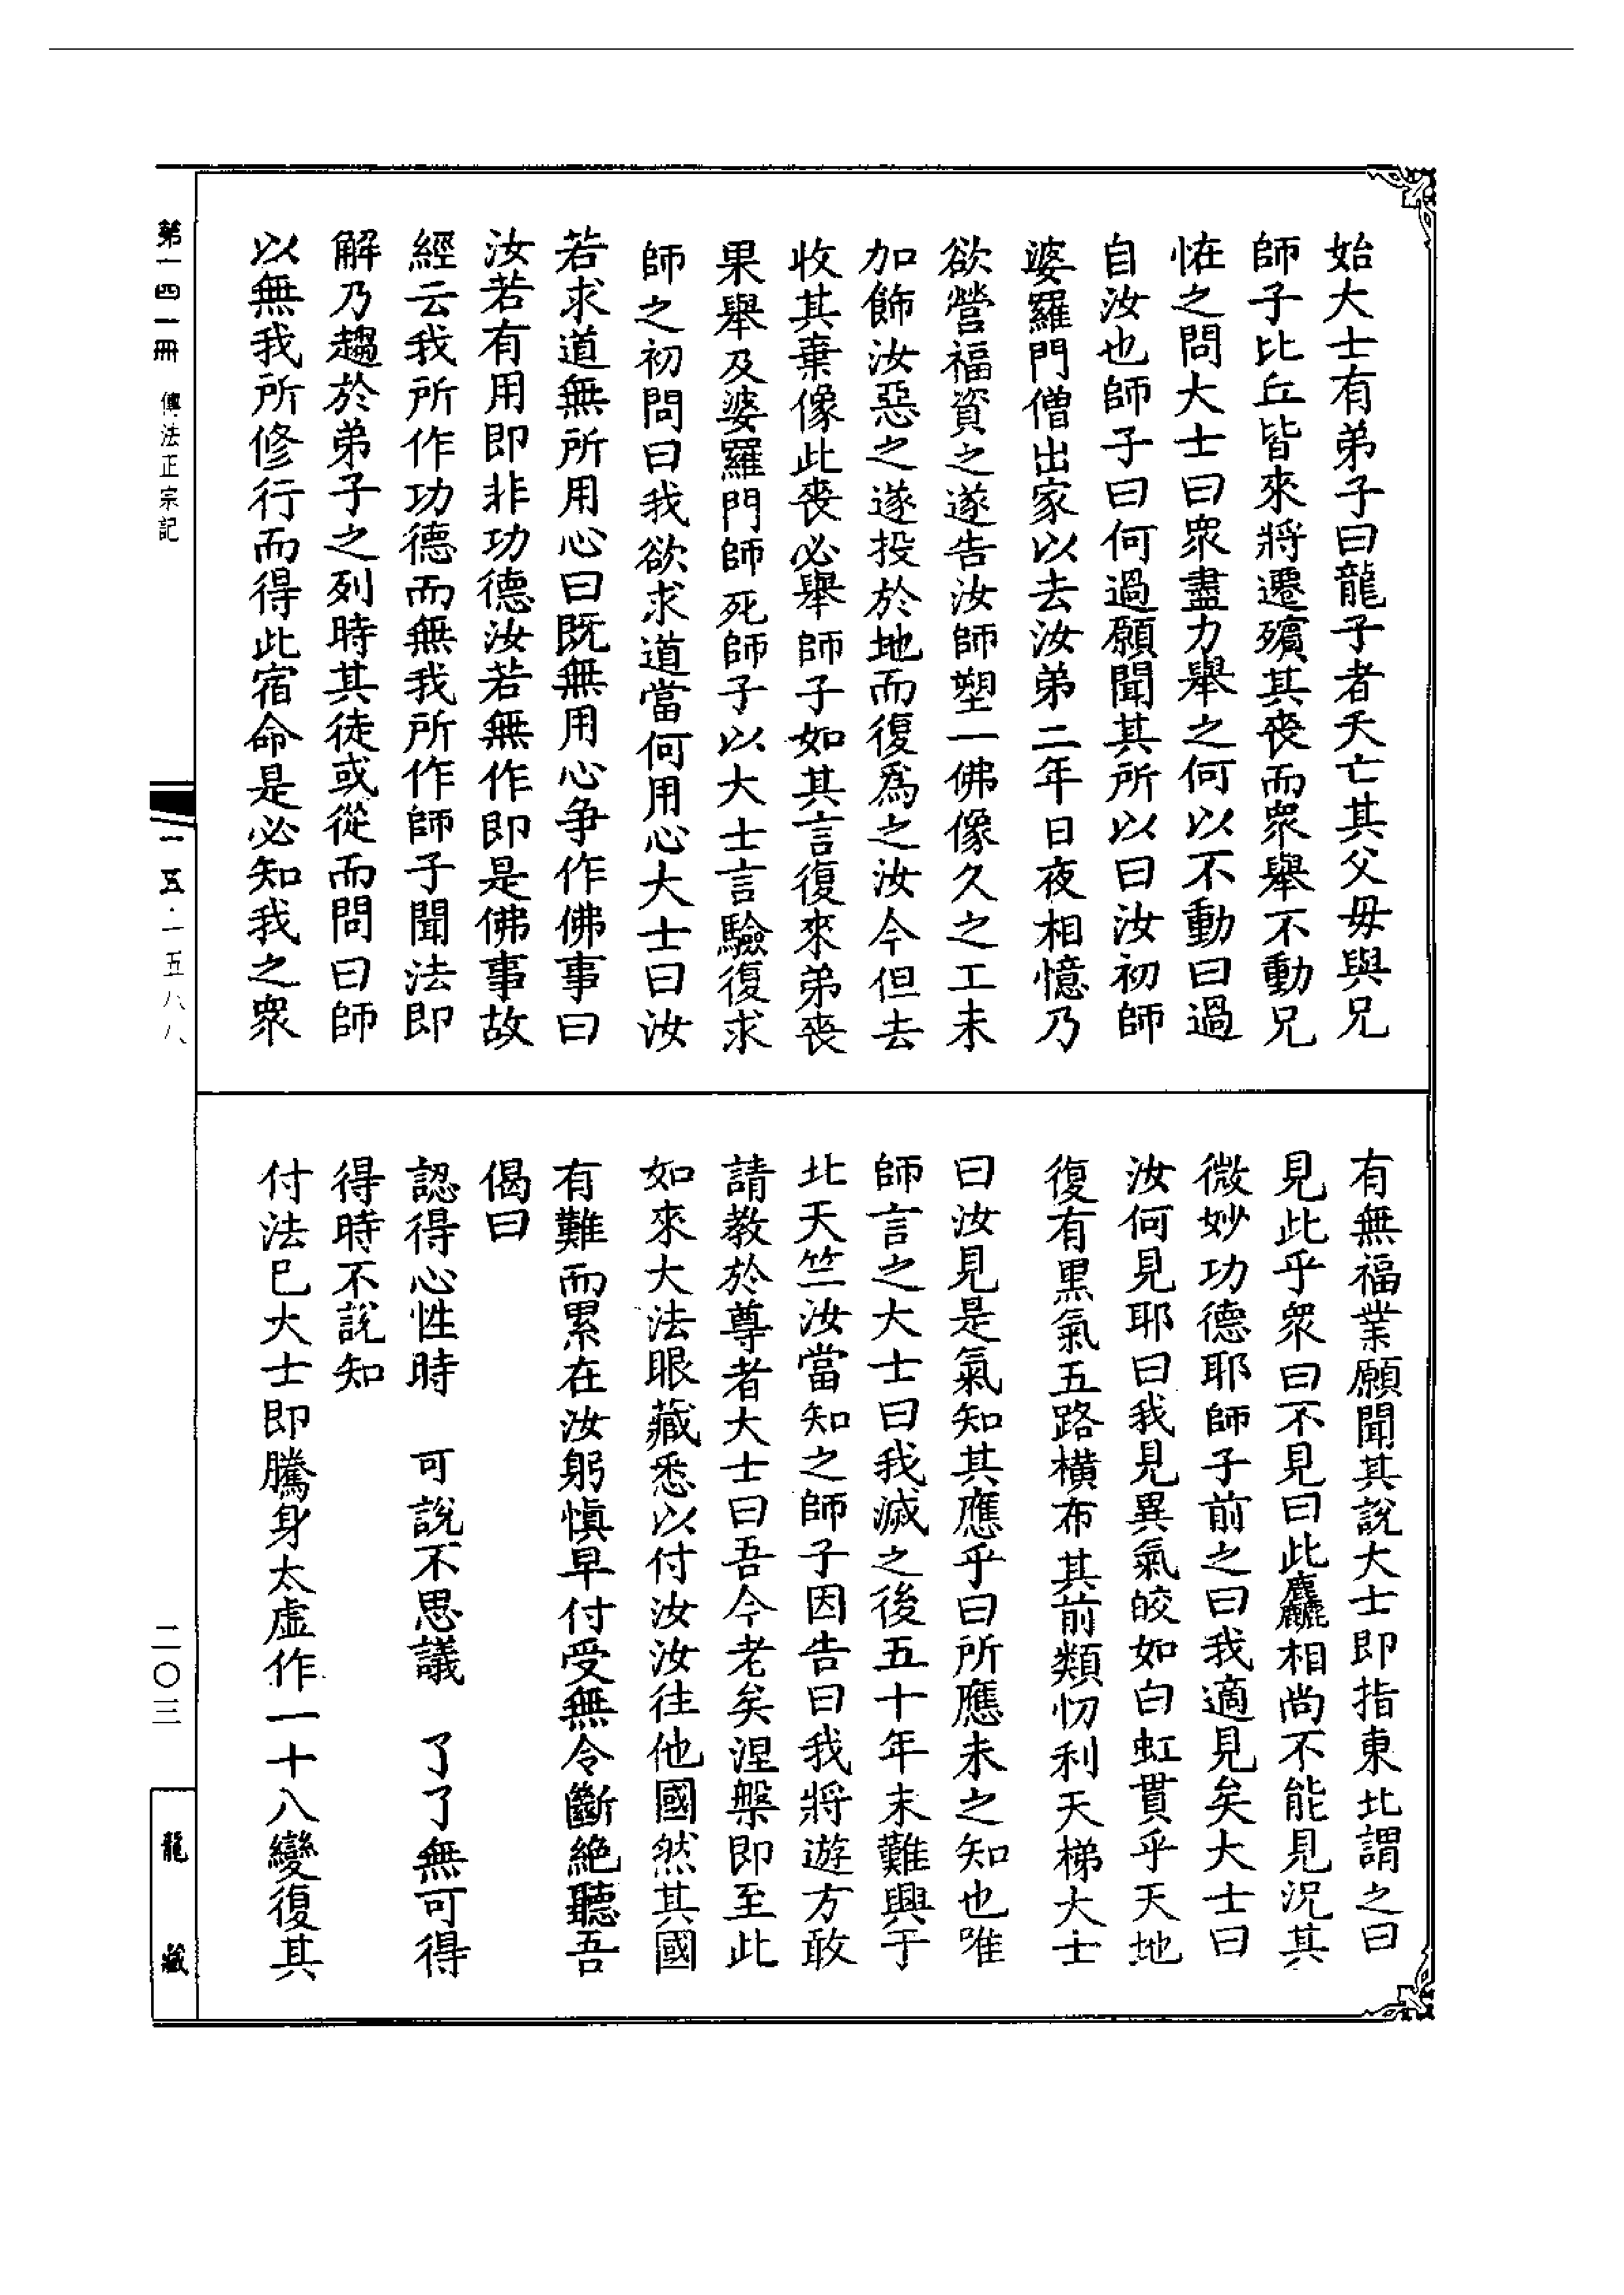 始大士有弟子曰龍子者夭亡其父母與兄
師子比丘皆來將遷殯其喪而衆舉不動兄
恠之問大士曰衆盡力舉之何以不動曰過
自汝也師子曰何過願聞其所以曰汝初師
婆羅門僧出家以去汝弟二年日夜相憶乃
欲營福資之遂告汝師塑一佛像久之工未
加飾汝惡之遂投於地而復爲之汝今但去
收其棄像此喪必舉師子如其言復來弟喪
果舉及婆羅門師死師子以大士言驗復求
師之初問曰我欲求道當何用心大士曰汝
若求道無所用心曰既無用心争作佛事曰
汝若有用即非功德汝若無作即是佛事故
經云我所作功德而無我所作師子聞法即
解乃趨於弟子之列時其徒或從而問曰師
以無我所修行而得此宿命是必知我之衆
有無福業願聞其說大士即指東北謂之曰
見此乎衆曰不見曰此麤相尚不能見況其
微妙功德耶師子前之曰我適見矣大士曰
汝何見耶曰我見異氣皎如白虹貫乎天地
復有黑氣五路橫布其前類忉利天梯大士
曰汝見是氣知其應乎曰所應未之知也唯
師言之大士曰我滅之後五十年末難興于
北天竺汝當知之師子因告曰我將遊方敢
請教於尊者大士曰吾今老矣涅槃即至此
如來大法眼藏悉以付汝汝往他國然其國
有難而累在汝躬慎早付受無令斷絶聽吾
偈曰
認得心性時　可說不思議　了了無可得
得時不說知
付法已大士即騰身太虛作一十八變復其
第一四一冊　傳法正宗記
一五·一五八八
二〇三
龍藏